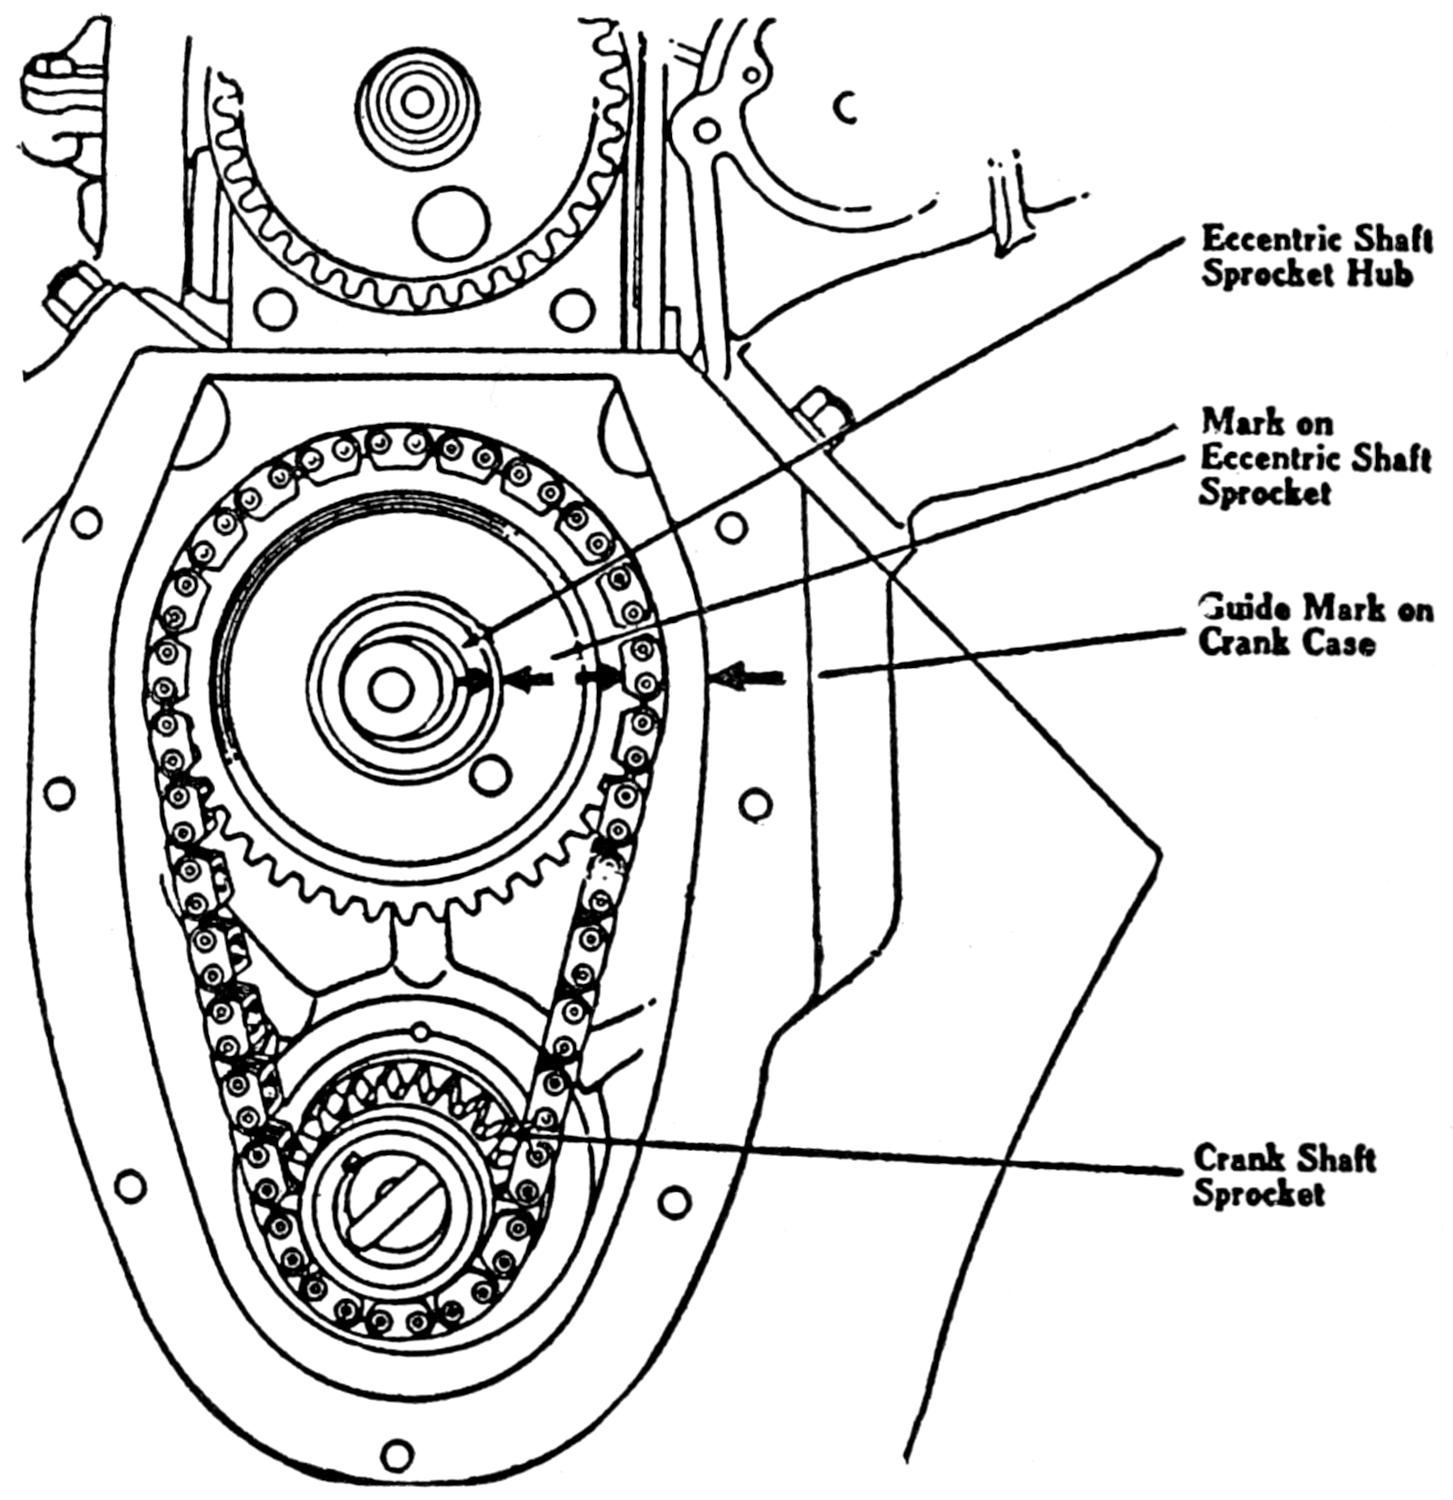 Eccentric Shaft
Sprocket Hub
Mark on
Eccentric Shaft
Sprocket
Guide Mark on
Crank Case
Crank Shaft
Sprocket